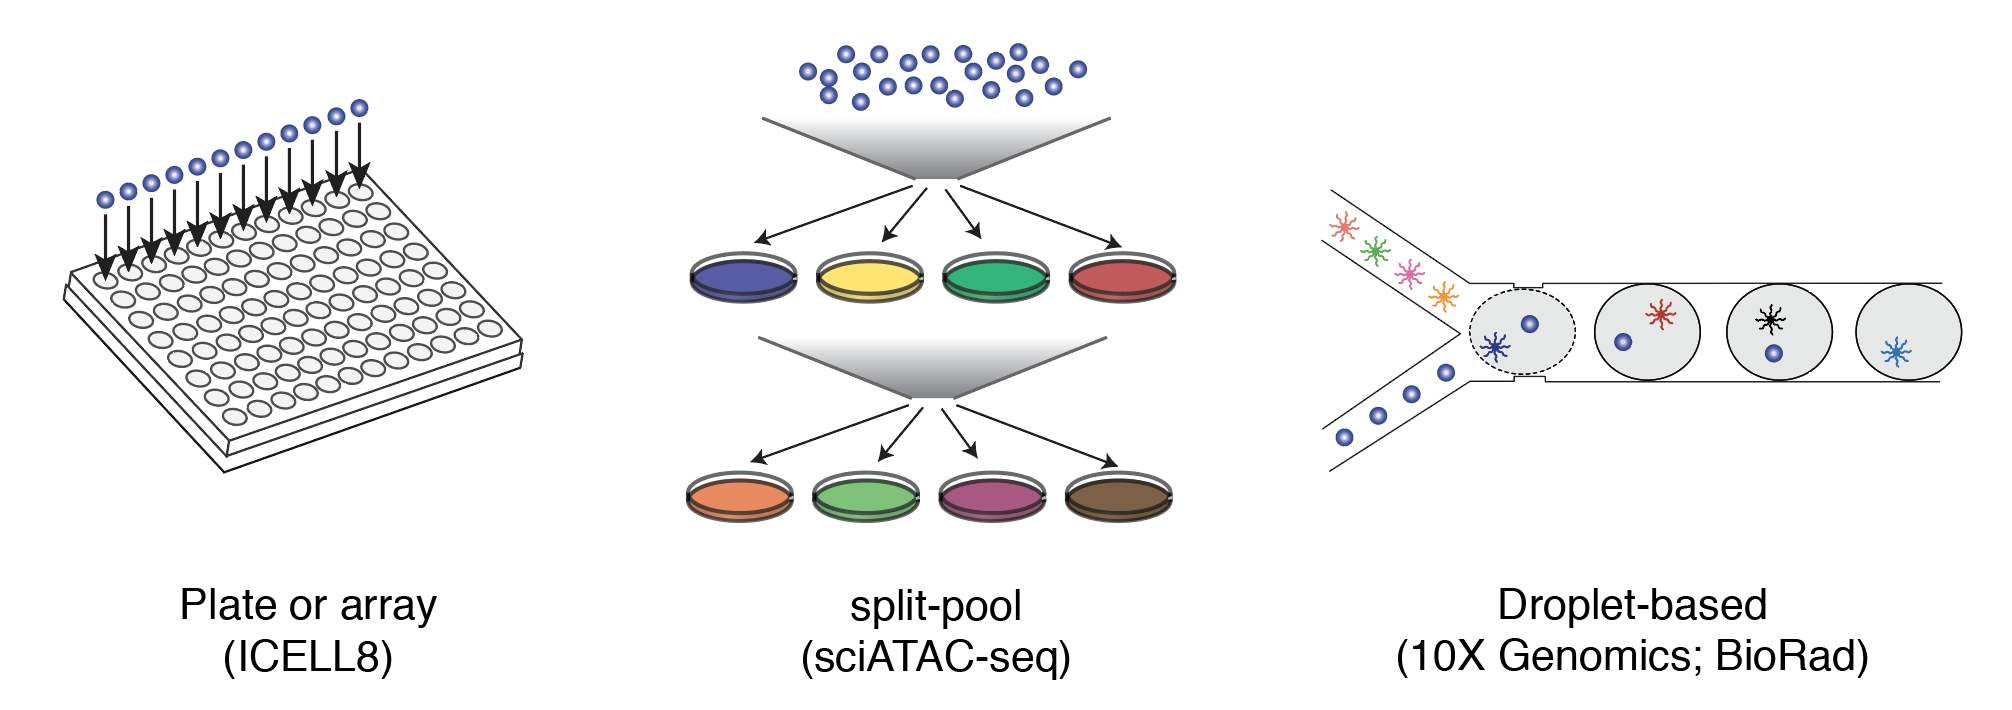 Plate or array
(ICELL8)
split-pool
(sciATAC-seq)
Droplet-based
(10X Genomics; BioRad)